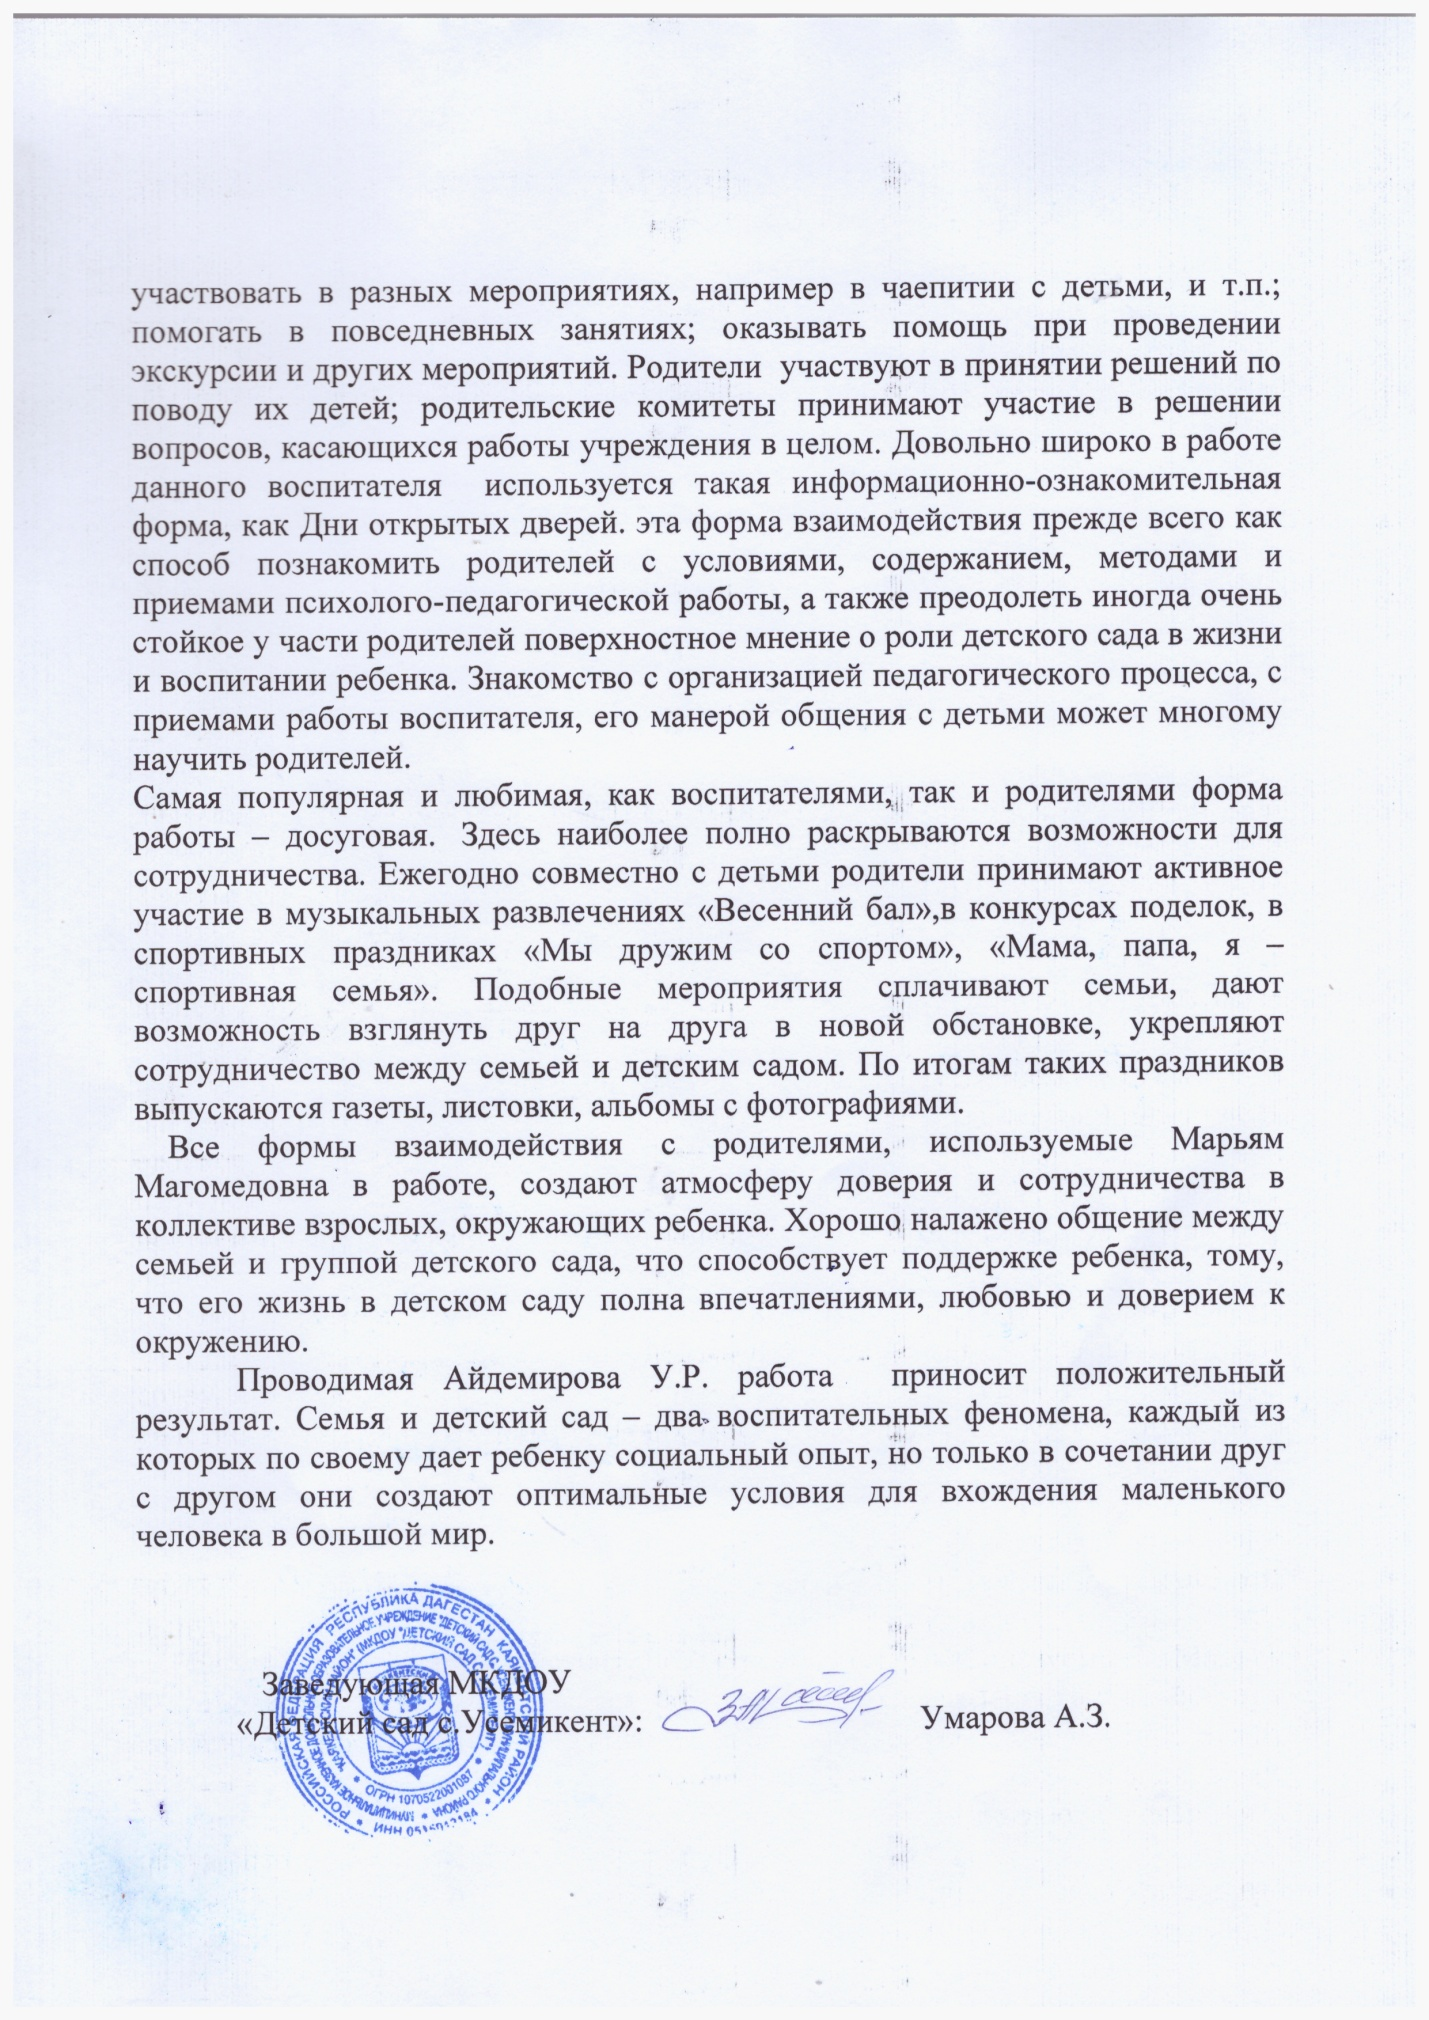 участвовать в разных мероприятиях, например в чаепитии с детьми, и т.п.;
помогать в повседневных занятиях; оказывать помощь при проведении
экскурсии и других мероприятий. Родители участвуют в принятии решений по
поводу их детей; родительские комитеты принимают участие в решении
вопросов, касающихся работы учреждения в целом. Довольно широко в работе
данного воспитателя используется такая информационно-ознакомительная
форма, как Дни открытых дверей. эта форма взаимодействия прежде всего как
способ познакомить родителей с условиями, содержанием, методами и
приемами психолого-педагогической работы, а также преодолеть иногда очень
стойкое у части родителей поверхностное мнение о роли детского сада в жизни
и воспитании ребенка. Знакомство с организацией педагогического процесса, с
приемами работы воспитателя, его манерой общения с детьми может многому
научить родителей.
Самая популярная и любимая, как воспитателями, так и родителями форма
работы – досуговая. Здесь наиболее полно раскрываются возможности для
сотрудничества. Ежегодно совместно с детьми родители принимают активное
участие в музыкальных развлечениях «Весенний бал»,в конкурсах поделок, в
спортивных праздниках «Мы дружим со спортом», «Мама, папа, я –
спортивная семья». Подобные мероприятия сплачивают семьи, дают
возможность взглянуть друг на друга в новой обстановке, укрепляют
сотрудничество между семьей и детским садом. По итогам таких праздников
выпускаются газеты, листовки, альбомы с фотографиями.
Все формы взаимодействия с родителями, используемые Марьям
Магомедовна в работе, создают атмосферу доверия и сотрудничества в
коллективе взрослых, окружающих ребенка. Хорошо налажено общение между
семьей и группой детского сада, что способствует поддержке ребенка, тому,
что его жизнь в детском саду полна впечатлениями, любовью и доверием к
окружению.
Проводимая Айдемирова У.Р. работа приносит положительный
результат. Семья и детский сад – два воспитательных феномена, каждый из
которых по своему дает ребенку социальный опыт, но только в сочетании друг
с другом они создают оптимальные условия для вхождения маленького
человека в большой мир.
Заведующая МКДОУ
«Детский сад с.Усемикент»: Умарова А.З.
РОССИЙСКАЯ ФЕДЕРАЦИЯ РЕСПУБЛИКА ДАГЕСТАН КАЯКЕНТСКИЙ РАЙОН
ОГРН 1070522001087
ИНН